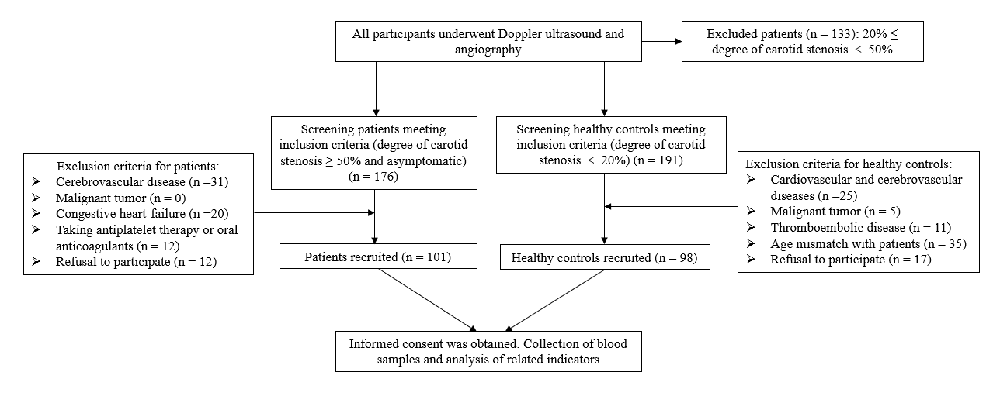 All participants underwent Doppler ultrasound and
angiography
Excluded patients (n = 133): 20% ≤
degree of carotid stenosis < 50%
Screening patients meeting
inclusion criteria (degree of carotid
stenosis ≥ 50% and asymptomatic)
(n = 176)
Screening healthy controls meeting
inclusion criteria (degree of carotid
stenosis < 20%) (n = 191)
Exclusion criteria for patients:
➢ Cerebrovascular disease (n =31)
➢ Malignant tumor (n = 0)
➢ Congestive heart-failure (n =20)
➢ Taking antiplatelet therapy or oral
anticoagulants (n = 12)
➢ Refusal to participate (n = 12)
Exclusion criteria for healthy controls:
➢ Cardiovascular and cerebrovascular
diseases (n =25)
➢ Malignant tumor (n = 5)
➢ Thromboembolic disease (n = 11)
➢ Age mismatch with patients (n = 35)
➢ Refusal to participate (n = 17)
Patients recruited (n = 101)
Healthy controls recruited (n = 98)
Informed consent was obtained. Collection of blood
samples and analysis of related indicators